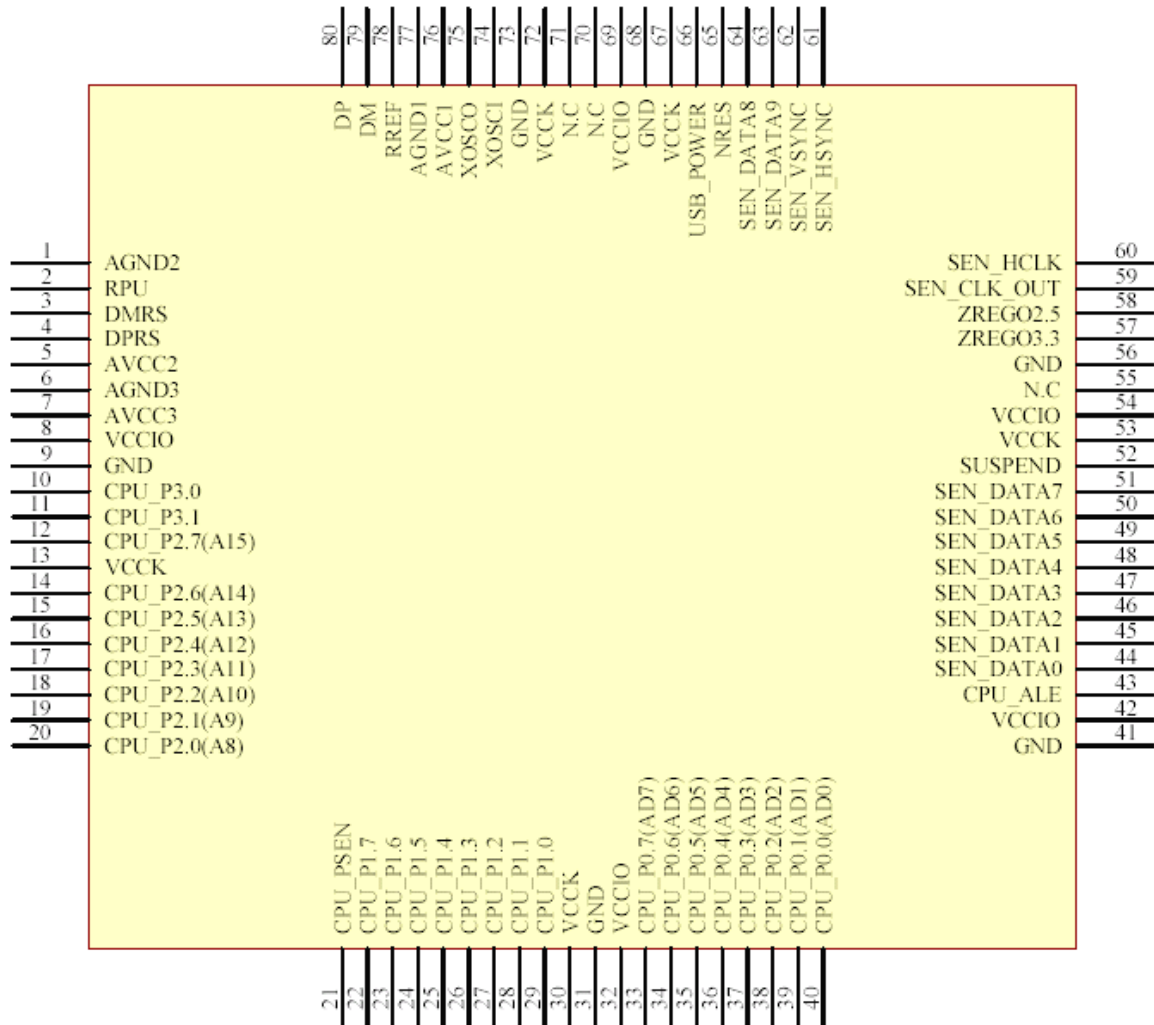 80 79 78 77 76 75 74 73 72 71 70 69 68 67 66 65 64 63 62 61
DP
DM
RREF
AGND1
AVCC1
XOSCO
XOSCI
GND
VCCK
N.C
N.C
VCCIO
GND
VCCK
USB_POWER
NRES
SEN_DATA8
SEN_DATA9
SEN_VSYNC
SEN_HSYNC
1 AGND2
2 RPU
3 DMRS
4 DPRS
5 AVCC2
6 AGND3
7 AVCC3
8 VCCIO
9 GND
10 CPU_P3.0
11 CPU_P3.1
12 CPU_P2.7(A15)
13 VCCK
14 CPU_P2.6(A14)
15 CPU_P2.5(A13)
16 CPU_P2.4(A12)
17 CPU_P2.3(A11)
18 CPU_P2.2(A10)
19 CPU_P2.1(A9)
20 CPU_P2.0(A8)
SEN_HCLK 60
SEN_CLK_OUT 59
ZREGO2.5 58
ZREGO3.3 57
GND 56
N.C 55
VCCIO 54
VCCK 53
SUSPEND 52
SEN_DATA7 51
SEN_DATA6 50
SEN_DATA5 49
SEN_DATA4 48
SEN_DATA3 47
SEN_DATA2 46
SEN_DATA1 45
SEN_DATA0 44
CPU_ALE 43
VCCIO 42
GND 41
CPU_PSEN
CPU_P1.7
CPU_P1.6
CPU_P1.5
CPU_P1.4
CPU_P1.3
CPU_P1.2
CPU_P1.1
CPU_P1.0
VCCK
GND
VCCIO
CPU_P0.7(AD7)
CPU_P0.6(AD6)
CPU_P0.5(AD5)
CPU_P0.4(AD4)
CPU_P0.3(AD3)
CPU_P0.2(AD2)
CPU_P0.1(AD1)
CPU_P0.0(AD0)
21 22 23 24 25 26 27 28 29 30 31 32 33 34 35 36 37 38 39 40